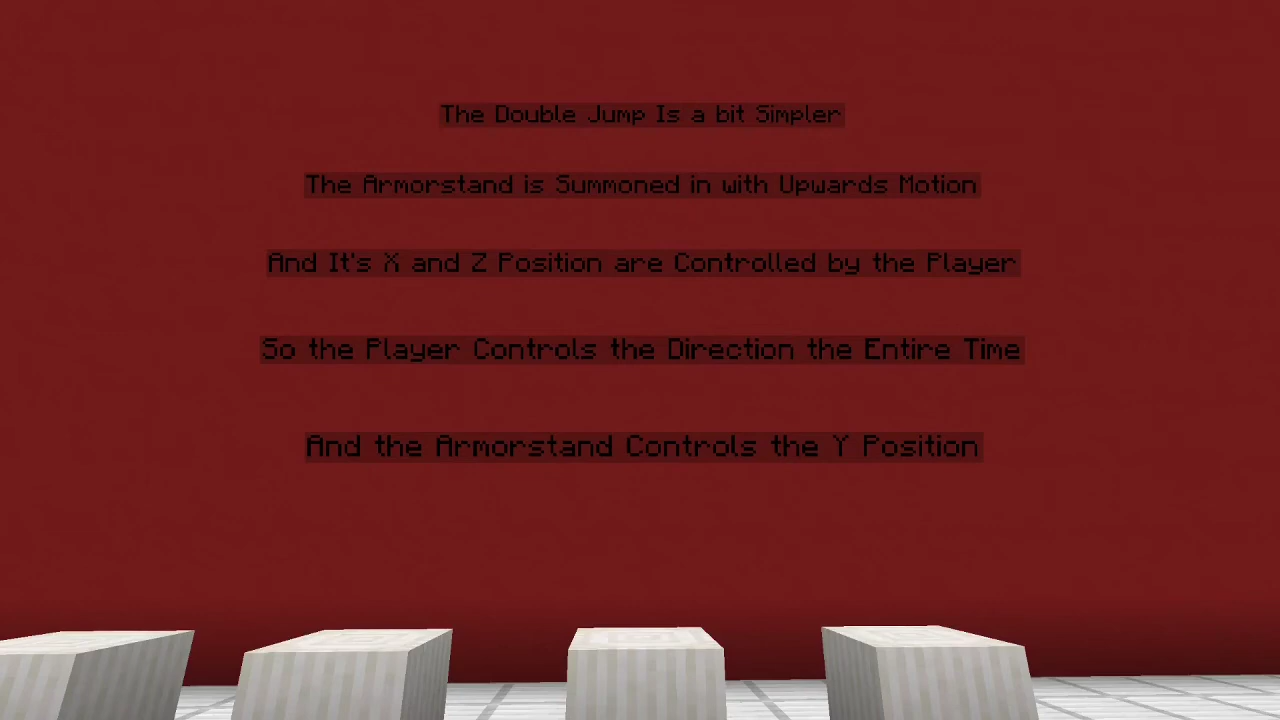 The Double Jump Is a bit Simpler
The Armorstand is Summoned in with Upwards Motion
And It's X and Z Position are Controlled by the Player
So the Player Controls the Direction the Entire Time
And the Armorstand Controls the Y Position